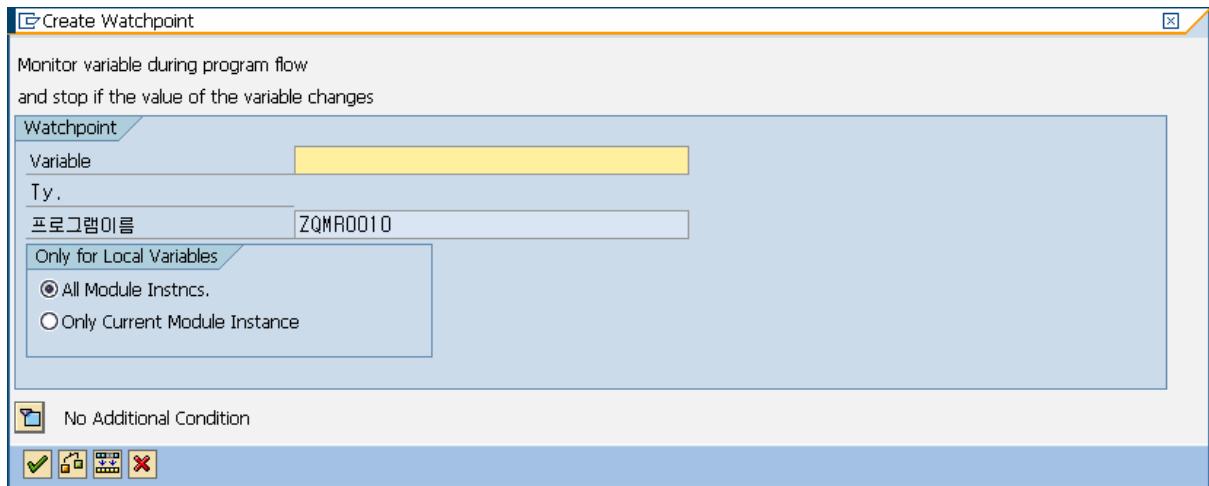 Create Watchpoint
Monitor variable during program flow
and stop if the value of the variable changes
Watchpoint
Variable
Ty.
프로그램이름 ZQMR0010
Only for Local Variables
All Module Instncs.
Only Current Module Instance
No Additional Condition